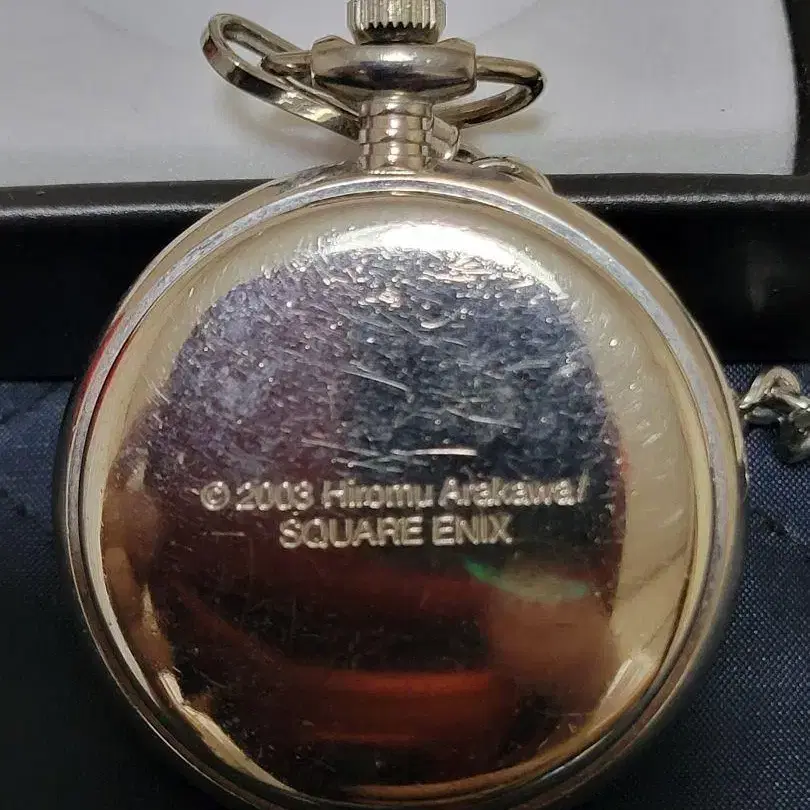 © 2003 Hiromu Arakawa/
SQUARE ENIX